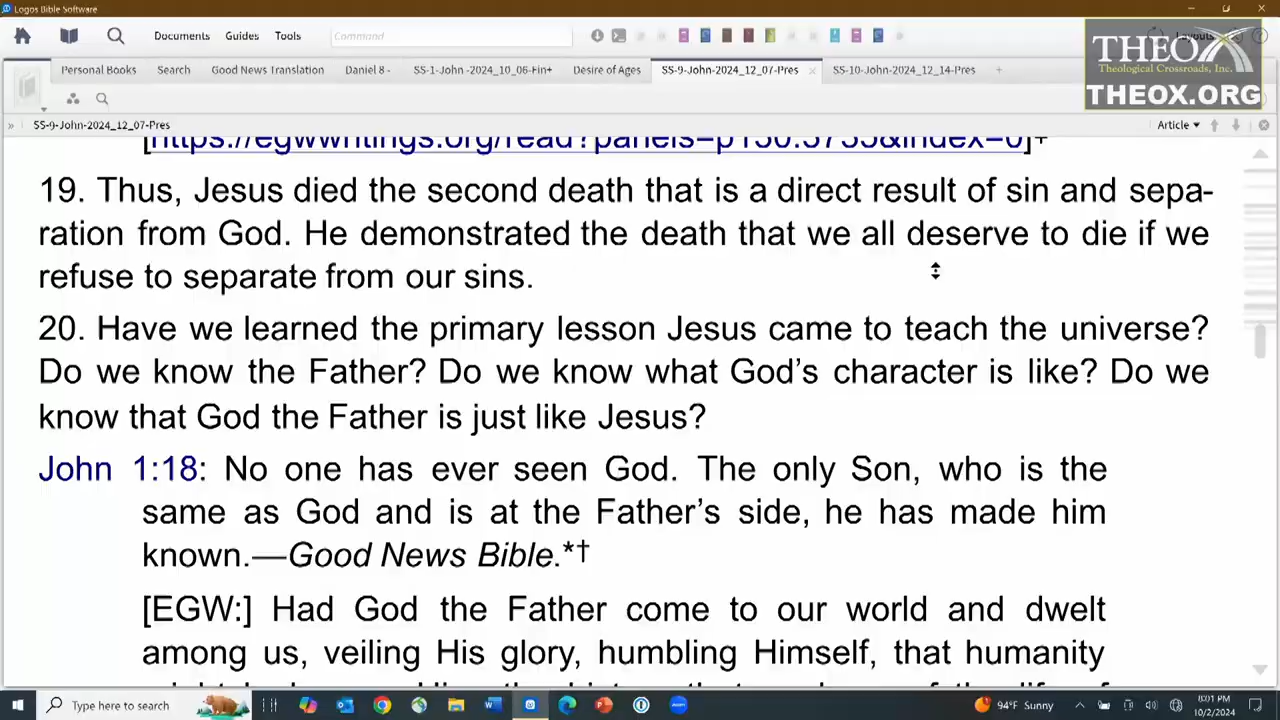 Logos Bible Software
Documents Guides Tools Command
Layouts
THEOX
Theological Crossroads, Inc.
THEOX.ORG
Personal Books Search Good News Translation Daniel 8 - Desire of Ages SS-9-John-2024_12_07-Pres SS-10-John-2024_12_14-Pres +
SS-9-John-2024_12_07-Pres Article
19. Thus, Jesus died the second death that is a direct result of sin and sepa-
ration from God. He demonstrated the death that we all deserve to die if we
refuse to separate from our sins.
20. Have we learned the primary lesson Jesus came to teach the universe?
Do we know the Father? Do we know what God's character is like? Do we
know that God the Father is just like Jesus?
John 1:18: No one has ever seen God. The only Son, who is the
same as God and is at the Father's side, he has made him
known.—Good News Bible.*†
[EGW:] Had God the Father come to our world and dwelt
among us, veiling His glory, humbling Himself, that humanity
Type here to search
94°F Sunny
8:01 PM
10/2/2024